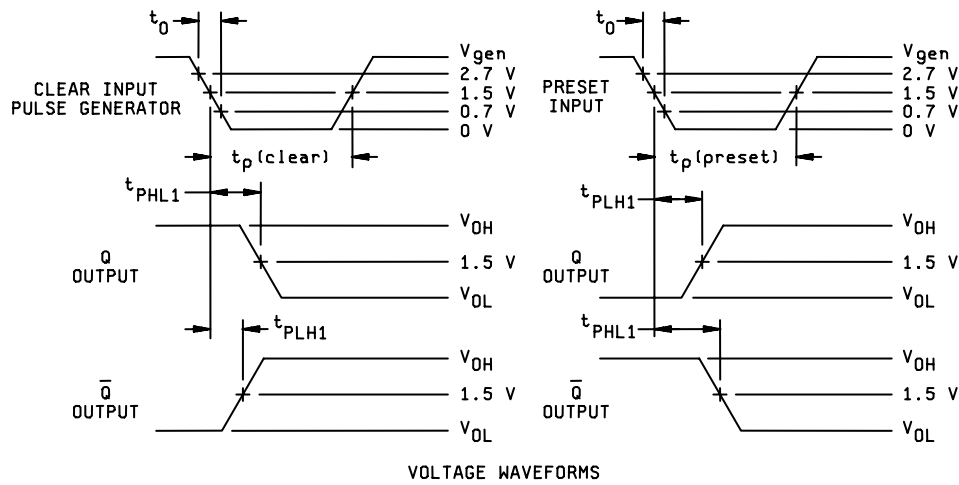 t0
Vgen
2.7 V
1.5 V
0.7 V
0 V
CLEAR INPUT
PULSE GENERATOR
tp(clear)
tPHL1
VOH
1.5 V
VOL
Q
OUTPUT
tPLH1
VOH
1.5 V
VOL
Q̅
OUTPUT
t0
Vgen
2.7 V
1.5 V
0.7 V
0 V
PRESET
INPUT
tp(preset)
tPLH1
VOH
1.5 V
VOL
Q
OUTPUT
tPHL1
VOH
1.5 V
VOL
Q̅
OUTPUT
VOLTAGE WAVEFORMS